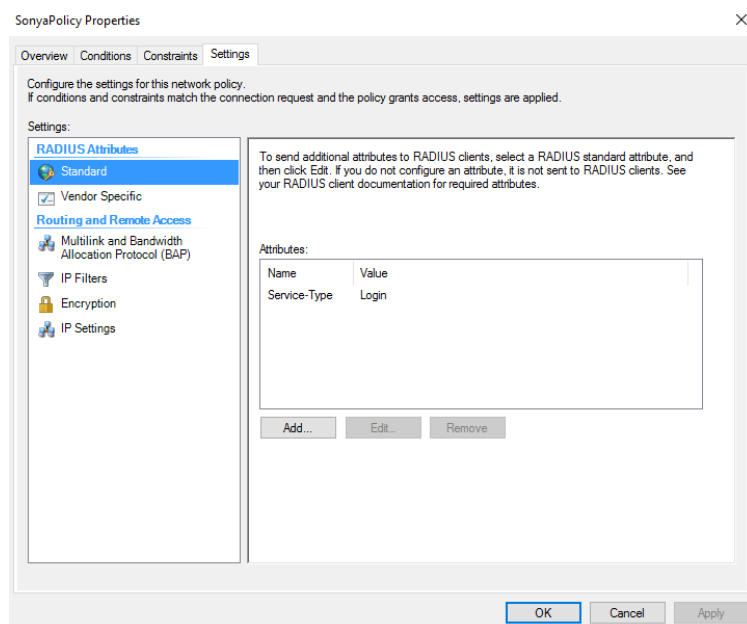 SonyaPolicy Properties
Overview Conditions Constraints Settings
Configure the settings for this network policy.
If conditions and constraints match the connection request and the policy grants access, settings are applied.
Settings:
RADIUS Attributes
Standard
Vendor Specific
Routing and Remote Access
Multilink and Bandwidth
Allocation Protocol (BAP)
IP Filters
Encryption
IP Settings
To send additional attributes to RADIUS clients, select a RADIUS standard attribute, and
then click Edit. If you do not configure an attribute, it is not sent to RADIUS clients. See
your RADIUS client documentation for required attributes.
Attributes:
Name Value
Service-Type Login
Add... Edit... Remove
OK Cancel Apply